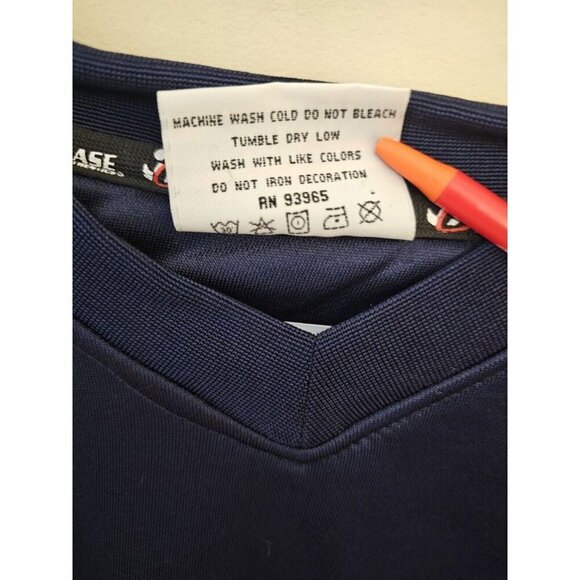 MACHINE WASH COLD DO NOT BLEACH
TUMBLE DRY LOW
WASH WITH LIKE COLORS
DO NOT IRON DECORATION
RN 93965
30
ASE